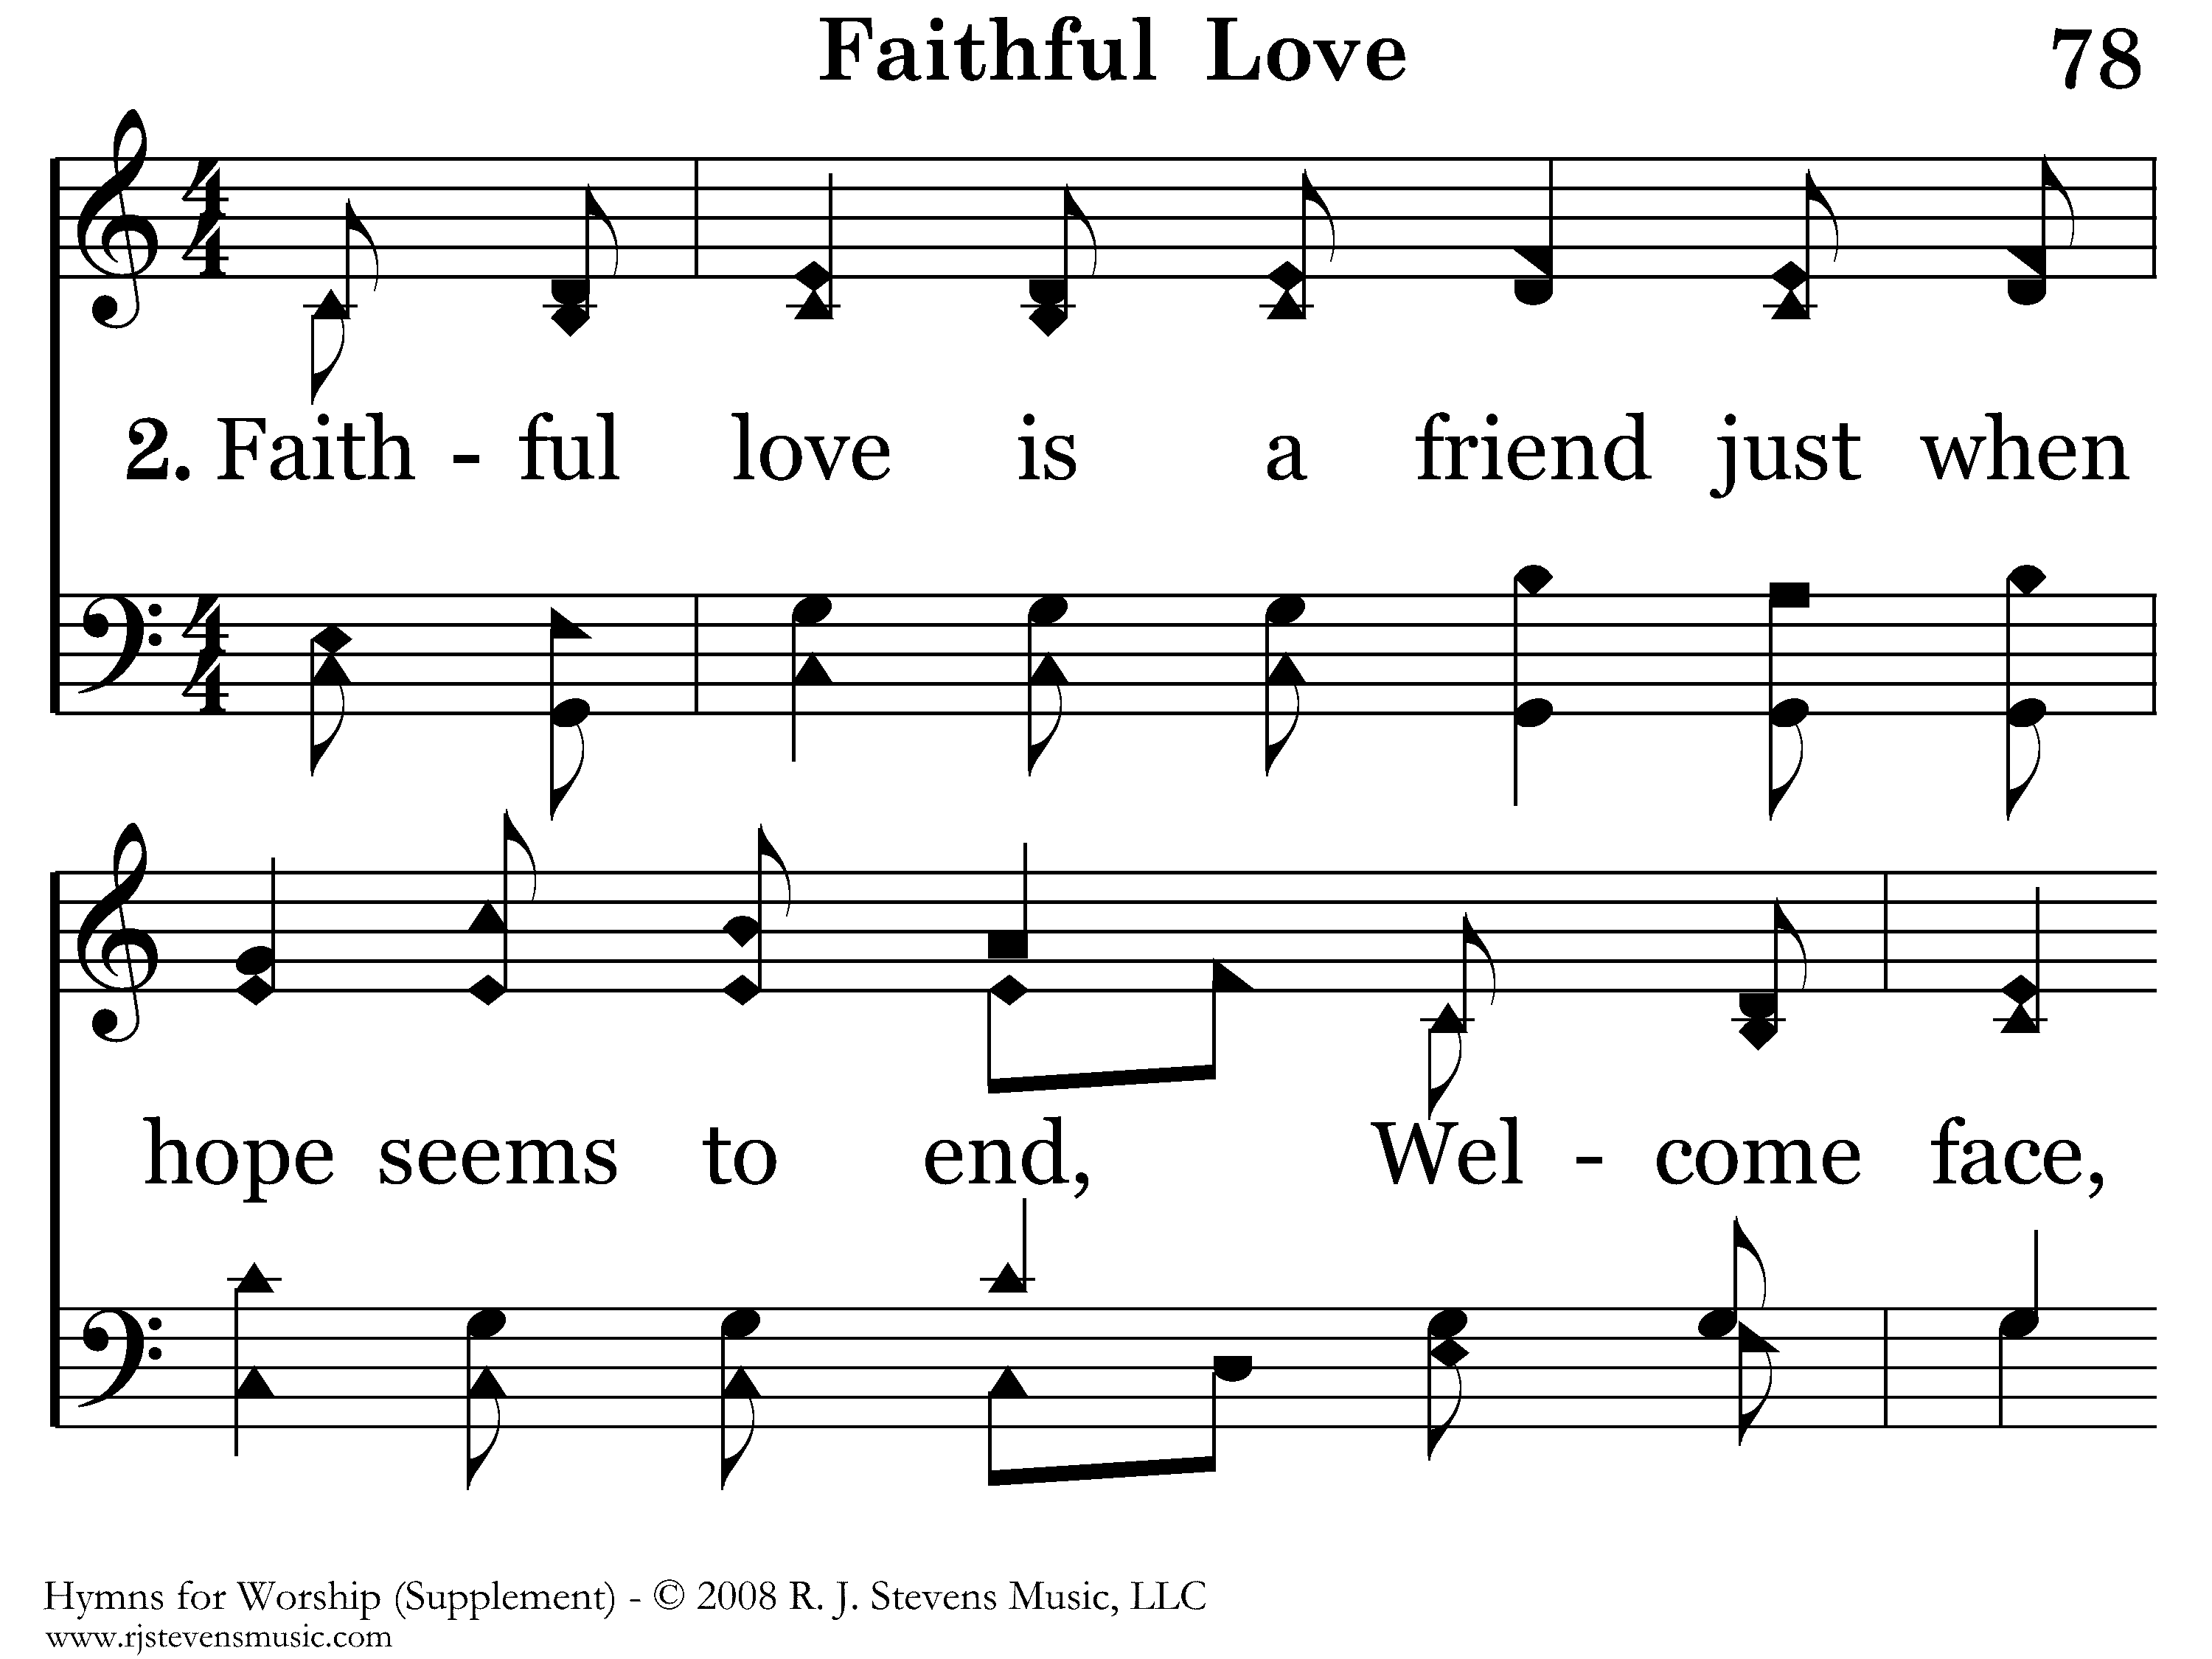 Faithful Love 78
2. Faith - ful love is a friend just when
hope seems to end, Wel - come face,
Hymns for Worship (Supplement) - © 2008 R. J. Stevens Music, LLC
www.rjstevensmusic.com